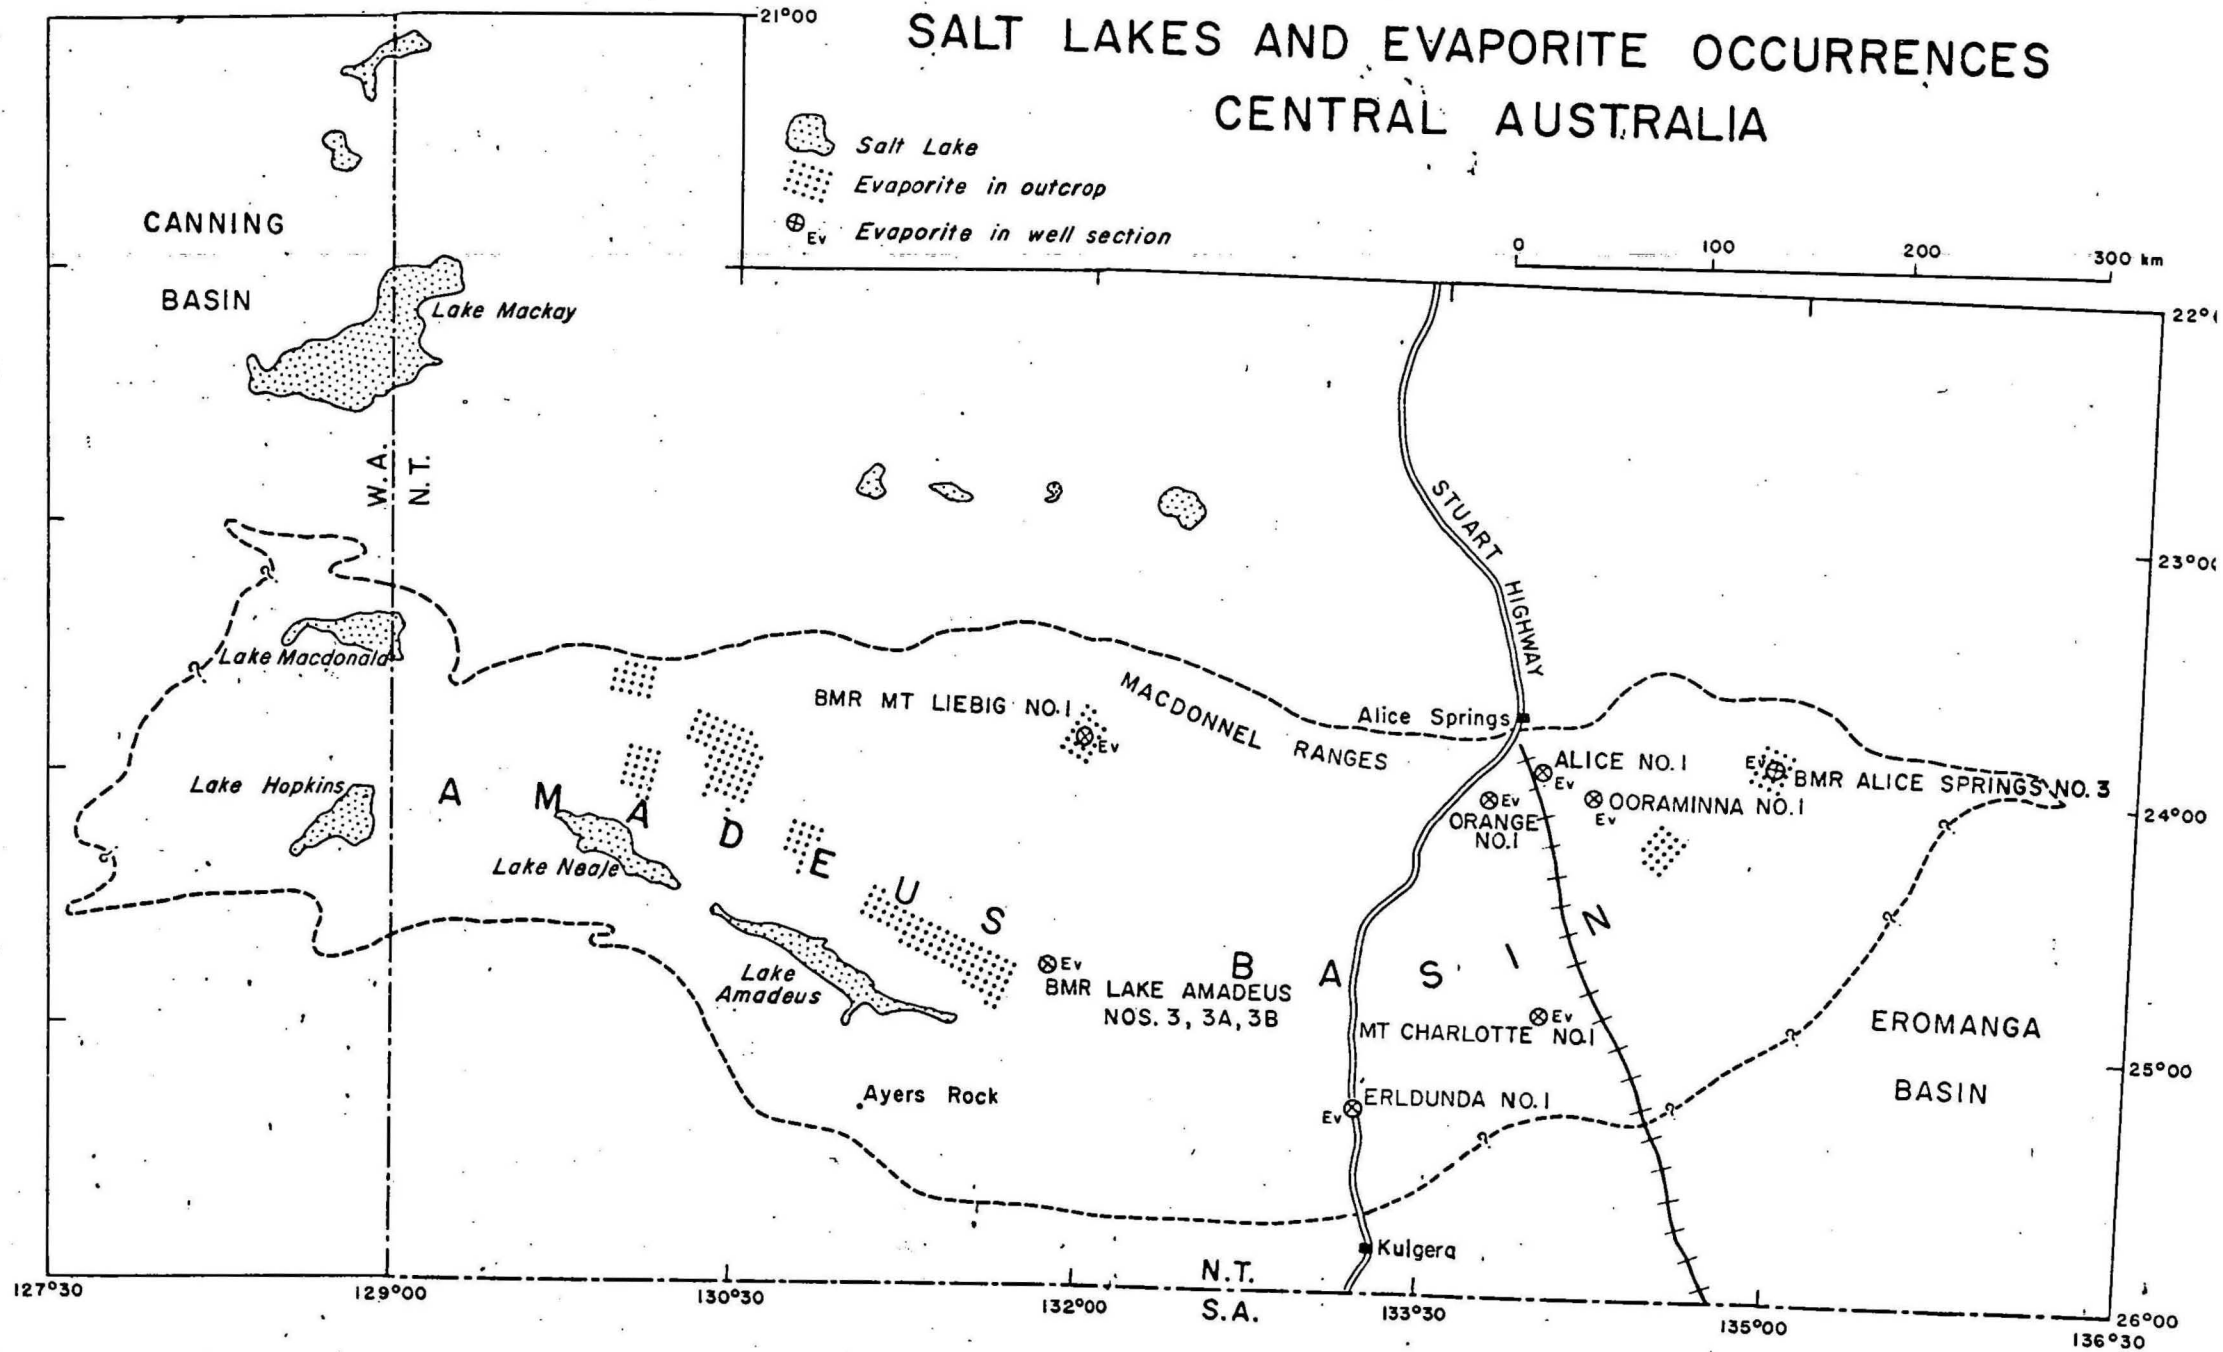 SALT LAKES AND EVAPORITE OCCURRENCES
CENTRAL AUSTRALIA
21°00
Salt Lake
Evaporite in outcrop
Ev Evaporite in well section
0 100 200 300 km
CANNING
BASIN
Lake Mackay
22°
W.A.
N.T.
STUART
HIGHWAY
23°00
?
Lake Macdonald
?
BMR MT LIEBIG NO.1
Ev
MACDONNEL RANGES
Alice Springs
ALICE NO.1
Ev
Ev
BMR ALICE SPRINGS NO. 3
Lake Hopkins
Ev
ORANGE
NO.1
OORAMINNA NO.1
Ev
24°00
?
?
AMADEUS
BASIN
Lake Neale
?
Lake
Amadeus
Ev
BMR LAKE AMADEUS
NOS. 3, 3A, 3B
Ev
MT CHARLOTTE NO.1
EROMANGA
BASIN
?
25°00
Ayers Rock
ERLDUNDA NO.1
Ev
?
?
Kulgera
N.T.
S.A.
127°30
129°00
130°30
132°00
133°30
135°00
26°00
136°30